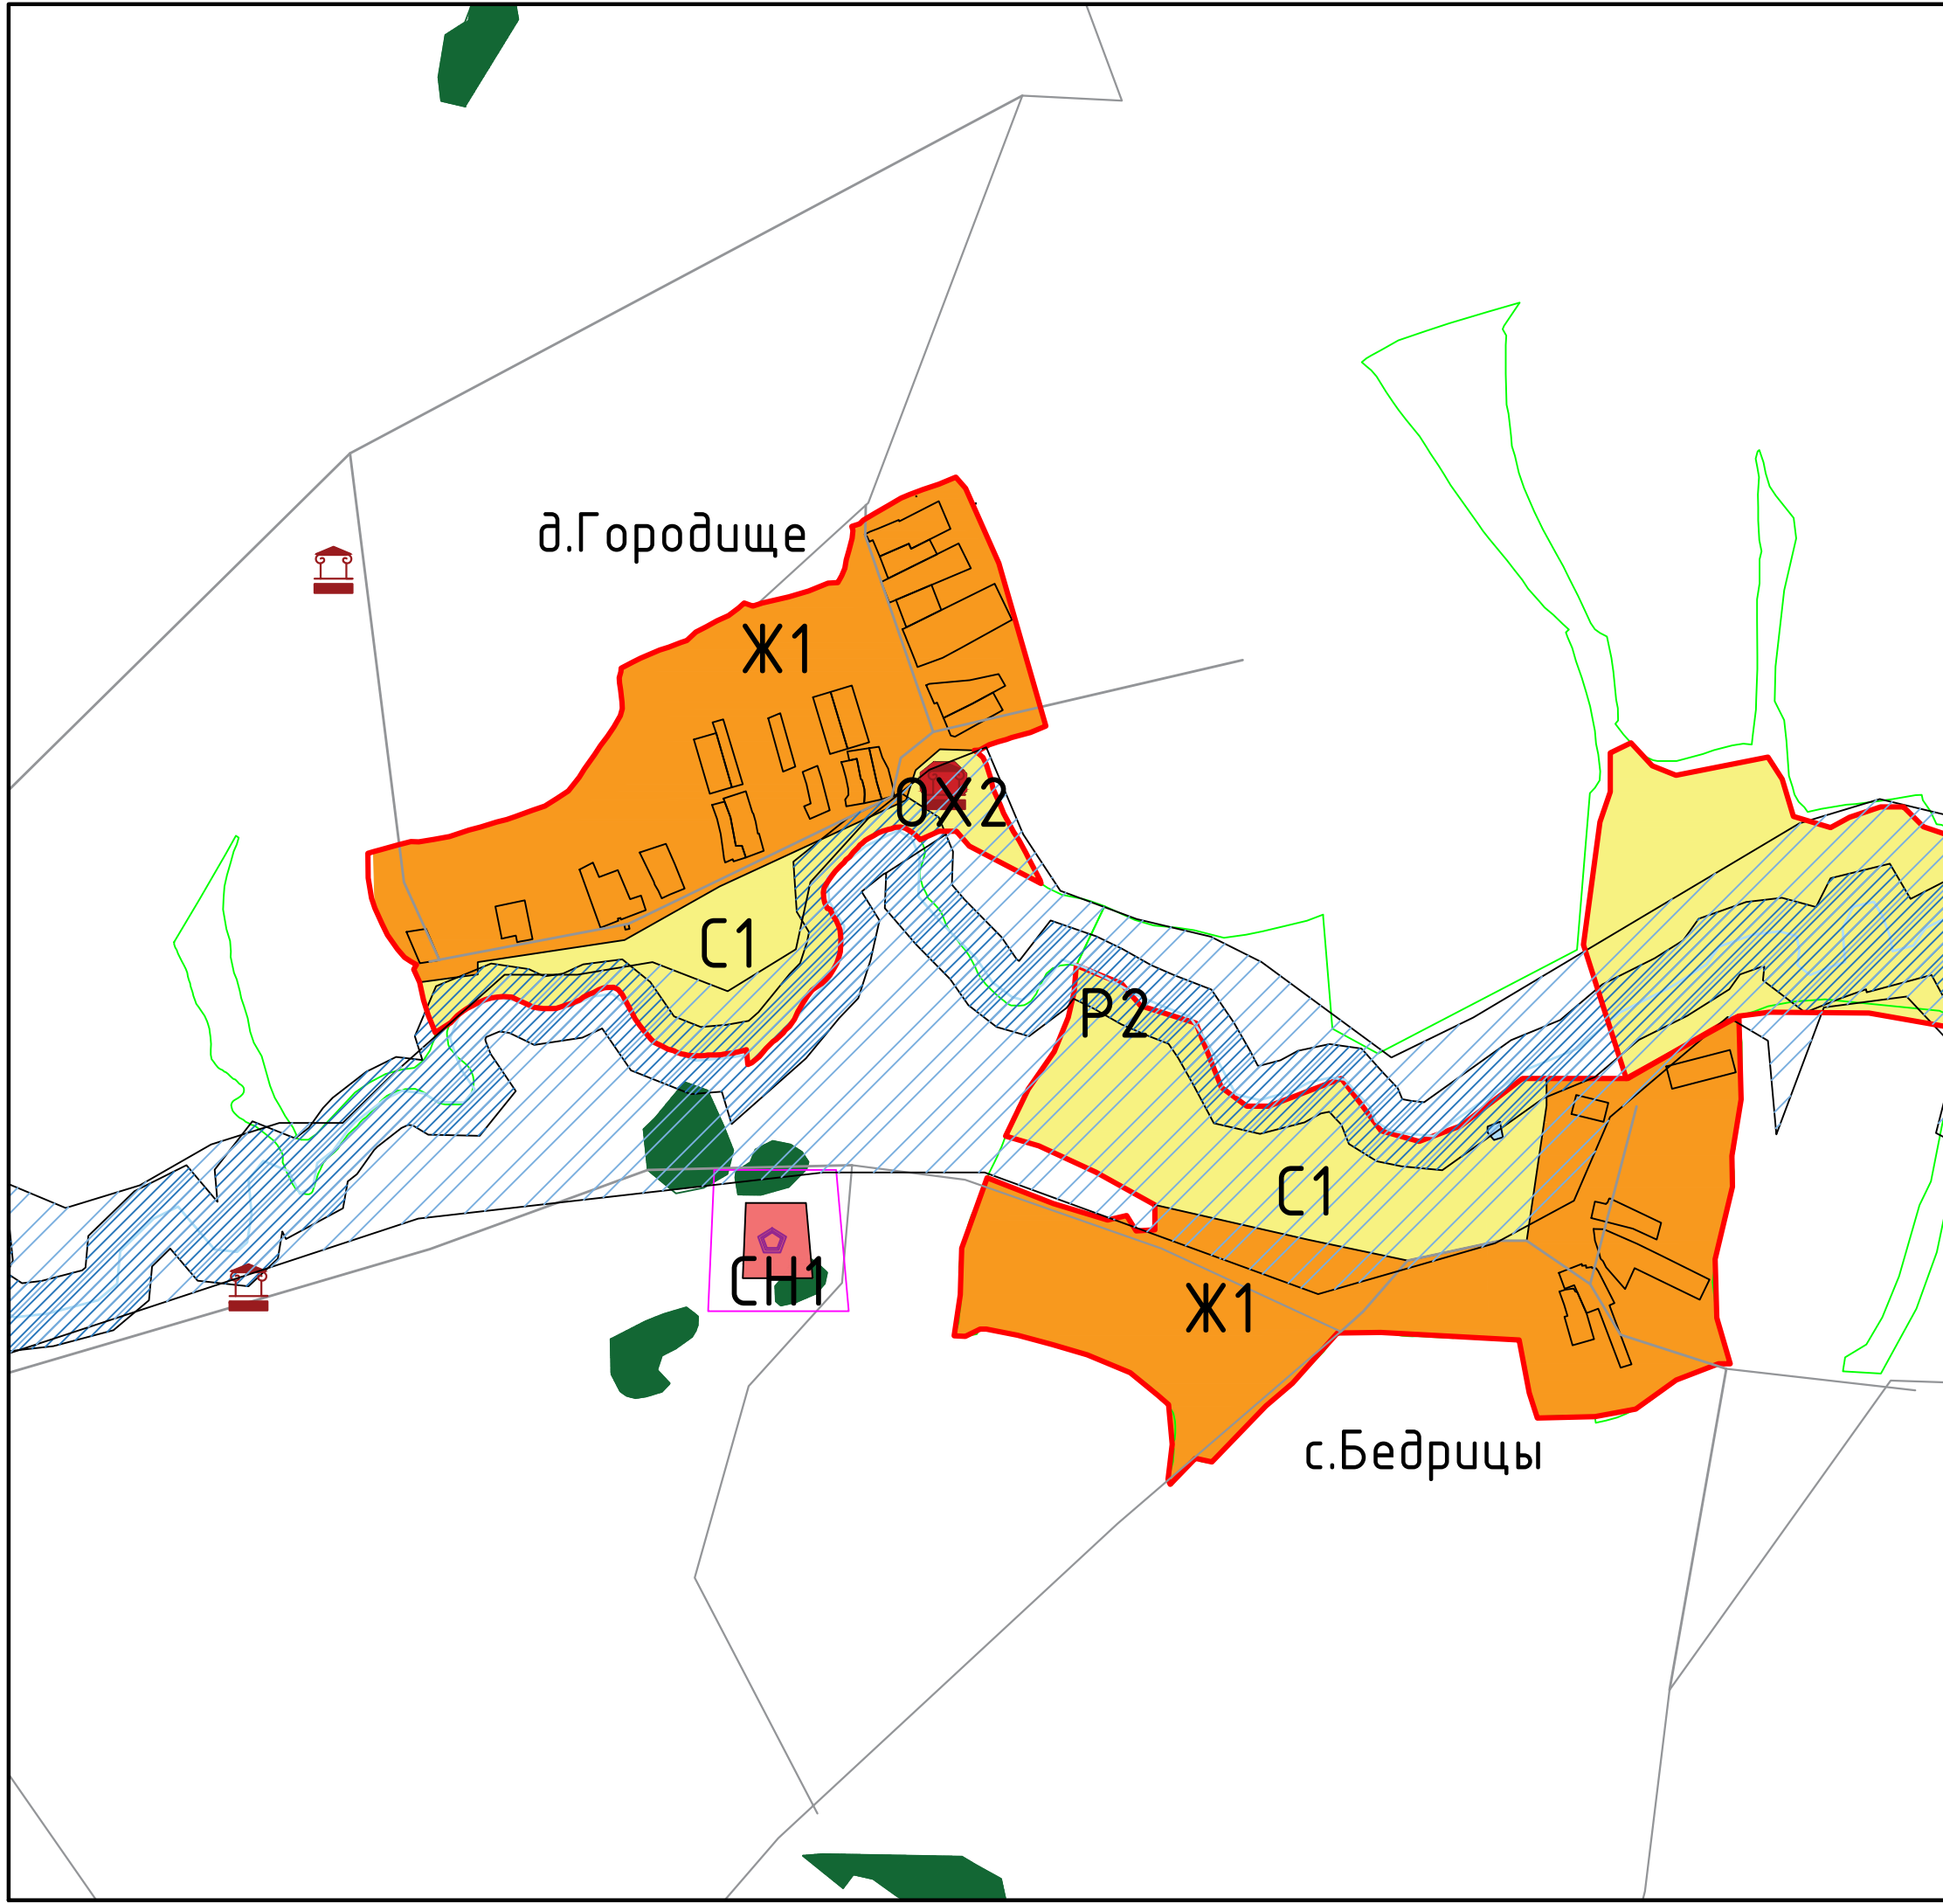 д.Городище
Ж1
ОХ2
С1
Р2
С1
СН1
Ж1
с.Бедрицы